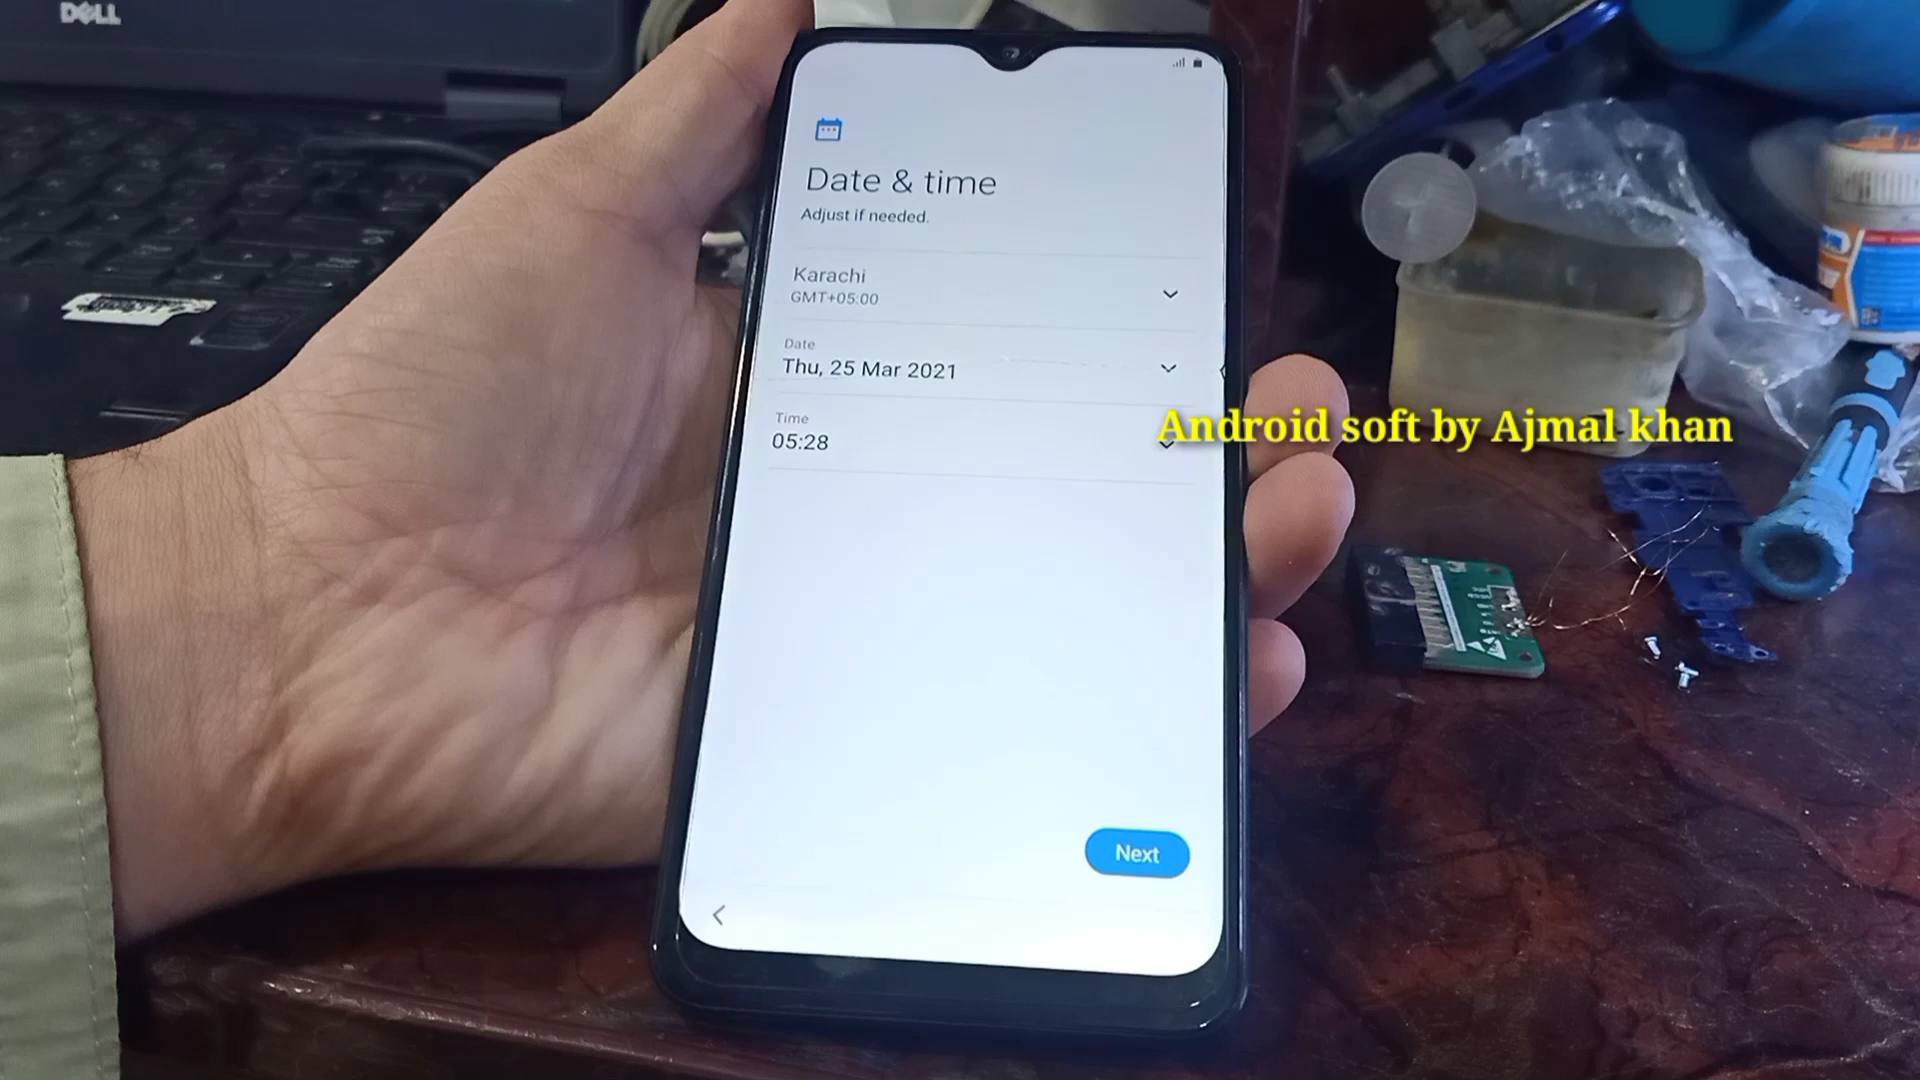 DELL
Date & time
Adjust if needed.
Karachi
GMT+05:00
Date
Thu, 25 Mar 2021
Time
05:28
Android soft by Ajmal khan
Next